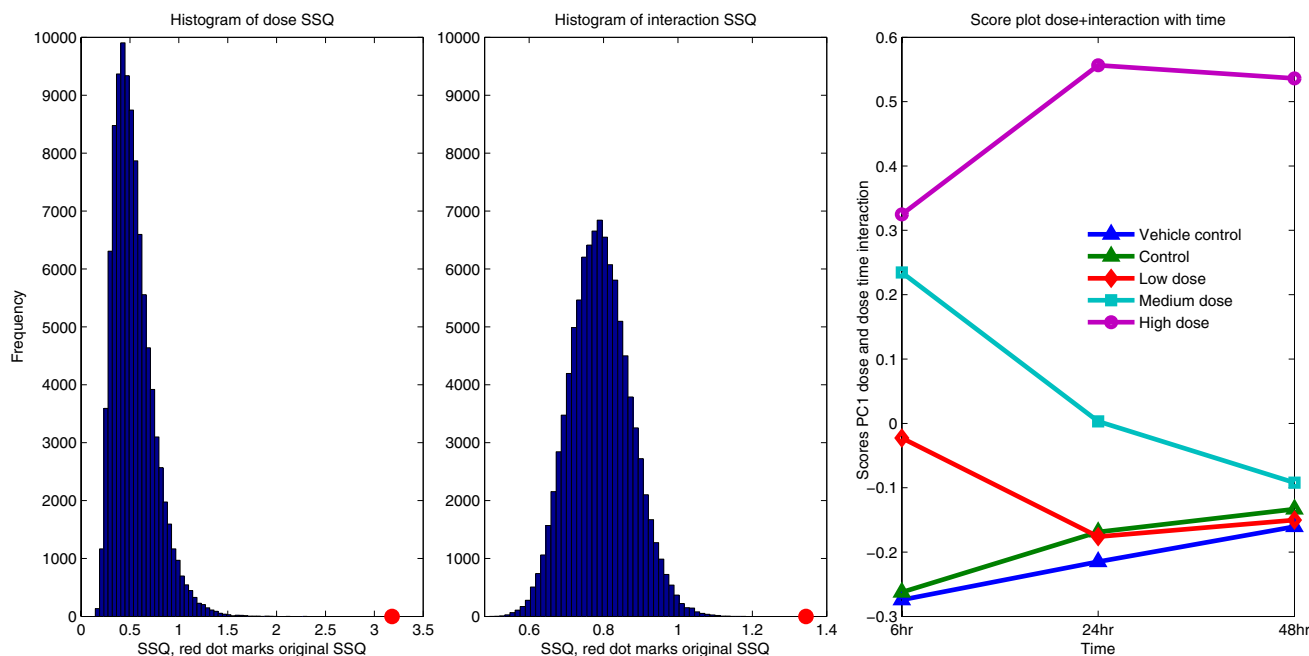 Histogram of dose SSQ
10000
9000
8000
7000
6000
5000
4000
3000
2000
1000
0
Frequency
0 0.5 1 1.5 2 2.5 3 3.5
SSQ, red dot marks original SSQ
Histogram of interaction SSQ
10000
9000
8000
7000
6000
5000
4000
3000
2000
1000
0
0.6 0.8 1 1.2 1.4
SSQ, red dot marks original SSQ
Score plot dose+interaction with time
0.6
0.5
0.4
0.3
0.2
0.1
0
−0.1
−0.2
−0.3
Scores PC1 dose and dose time interaction
Vehicle control
Control
Low dose
Medium dose
High dose
6hr 24hr 48hr
Time